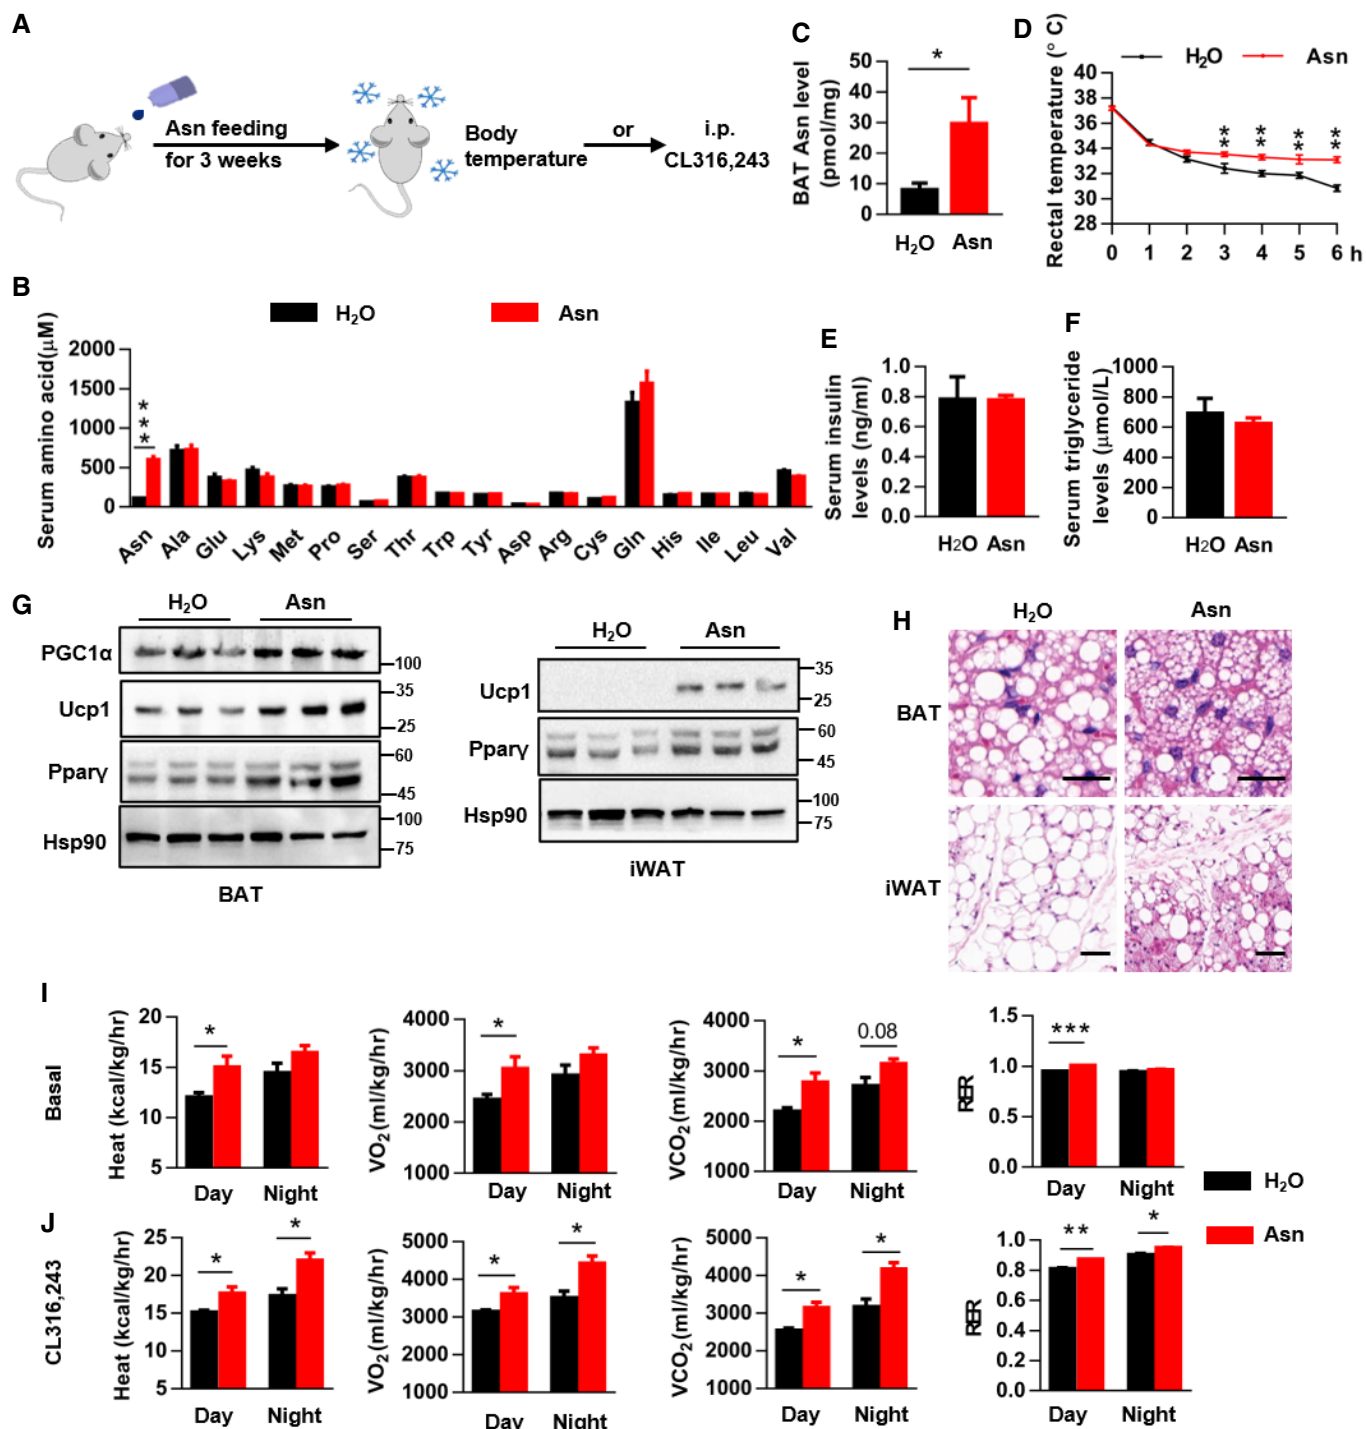 A
Asn feeding
for 3 weeks
Body
temperature
or
i.p.
CL316,243
C
BAT Asn level
(pmol/mg)
50
40
30
20
10
0
*
H₂O
Asn
D
Rectal temperature (° C)
H₂O
Asn
40
38
36
34
32
30
28
** ** ** **
0 1 2 3 4 5 6 h
B
H₂O
Asn
Serum amino acid(μM)
2000
1500
1000
500
0
***
Asn Ala Glu Lys Met Pro Ser Thr Trp Tyr Asp Arg Cys Gln His Ile Leu Val
E
Serum insulin
levels (ng/ml)
1.0
0.8
0.6
0.4
0.2
0.0
H2O Asn
F
Serum triglyceride
levels (μmol/L)
1000
800
600
400
200
0
H2O Asn
G
H₂O
Asn
PGC1α
100
Ucp1
35
25
Pparγ
60
45
Hsp90
100
75
BAT
H₂O
Asn
Ucp1
35
25
Pparγ
60
45
Hsp90
100
75
iWAT
H
H₂O
Asn
BAT
iWAT
I
Basal
Heat (kcal/kg/hr)
20
15
10
5
*
Day
Night
VO₂(ml/kg/hr)
4000
3000
2000
1000
*
Day
Night
VCO₂(ml/kg/hr)
4000
3000
2000
1000
*
0.08
Day
Night
RER
1.5
1.0
0.5
0.0
***
Day
Night
H₂O
Asn
J
CL316,243
Heat (kcal/kg/hr)
25
20
15
10
5
*
*
Day
Night
VO₂(ml/kg/hr)
5000
4000
3000
2000
1000
*
*
Day
Night
VCO₂(ml/kg/hr)
5000
4000
3000
2000
1000
*
*
Day
Night
RER
1.0
0.8
0.6
0.4
0.2
0.0
**
*
Day
Night